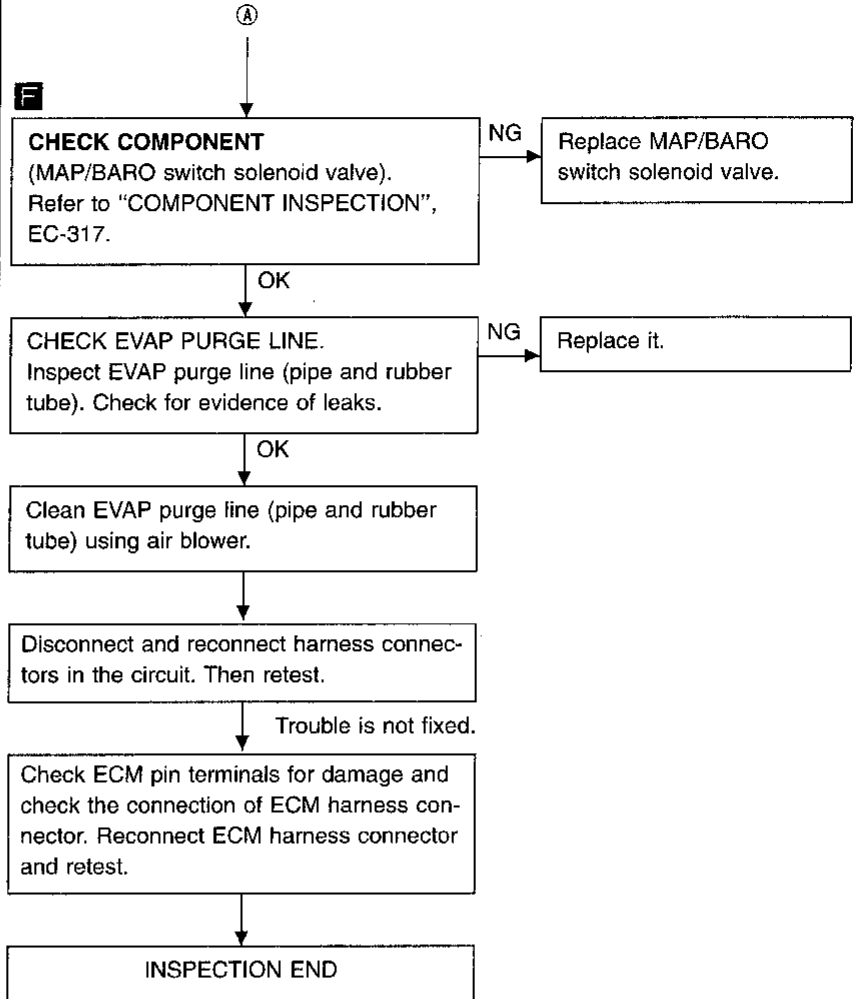 Ⓐ
F
CHECK COMPONENT
NG
Replace MAP/BARO
(MAP/BARO switch solenoid valve).
switch solenoid valve.
Refer to “COMPONENT INSPECTION”,
EC-317.
OK
CHECK EVAP PURGE LINE.
NG
Replace it.
Inspect EVAP purge line (pipe and rubber
tube). Check for evidence of leaks.
OK
Clean EVAP purge line (pipe and rubber
tube) using air blower.
Disconnect and reconnect harness connec-
tors in the circuit. Then retest.
Trouble is not fixed.
Check ECM pin terminals for damage and
check the connection of ECM harness con-
nector. Reconnect ECM harness connector
and retest.
INSPECTION END